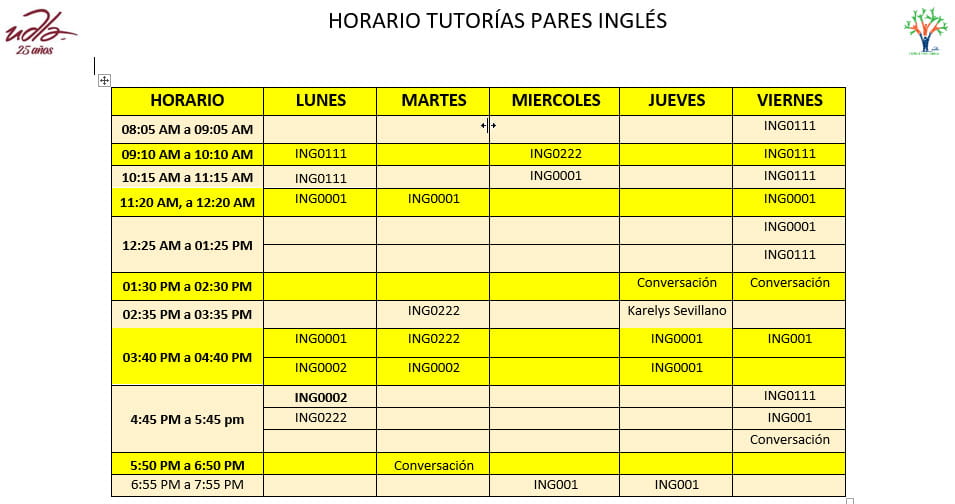 udla
25 años
HORARIO TUTORÍAS PARES INGLÉS
HORARIO LUNES MARTES MIERCOLES JUEVES VIERNES
08:05 AM a 09:05 AM ING0111
09:10 AM a 10:10 AM ING0111 ING0222 ING0111
10:15 AM a 11:15 AM ING0111 ING0001 ING0111
11:20 AM, a 12:20 AM ING0001 ING0001 ING0001
12:25 AM a 01:25 PM ING0001
ING0111
01:30 PM a 02:30 PM Conversación Conversación
02:35 PM a 03:35 PM ING0222 Karelys Sevillano
03:40 PM a 04:40 PM ING0001 ING0222 ING0001 ING001
ING0002 ING0002 ING0001
4:45 PM a 5:45 pm ING0002 ING0111
ING0222 ING001
Conversación
5:50 PM a 6:50 PM Conversación
6:55 PM a 7:55 PM ING001 ING001